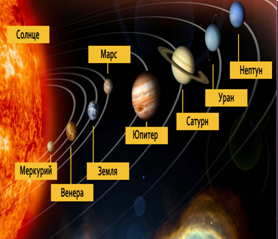 Солнце
Меркурий
Венера
Земля
Марс
Юпитер
Сатурн
Уран
Нептун